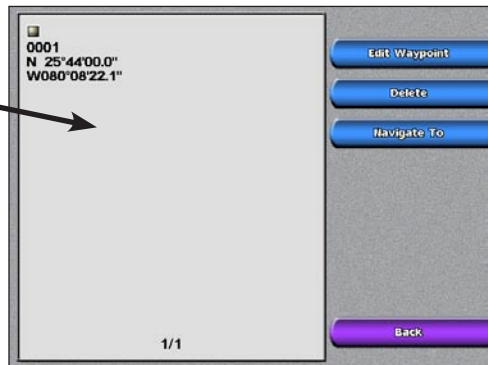 0001
N 25°44'00.0"
W080°08'22.1"
1/1
Edit Waypoint
Delete
Navigate To
Back